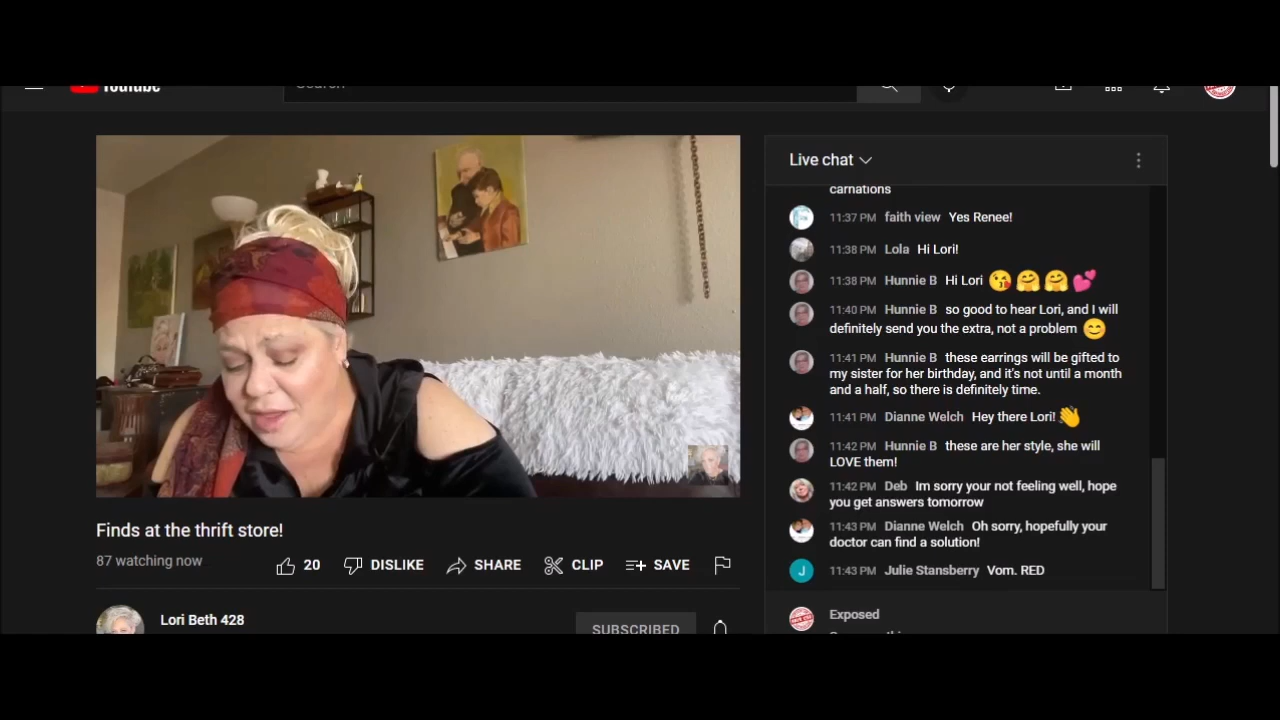 YouTube
Search
Live chat
carnations
11:37 PM faith view Yes Renee!
11:38 PM Lola Hi Lori!
11:38 PM Hunnie B Hi Lori 😘🤗🤗💕
11:40 PM Hunnie B so good to hear Lori, and I will
definitely send you the extra, not a problem 😊
11:41 PM Hunnie B these earrings will be gifted to
my sister for her birthday, and it's not until a month
and a half, so there is definitely time.
11:41 PM Dianne Welch Hey there Lori! 👋
11:42 PM Hunnie B these are her style, she will
LOVE them!
11:42 PM Deb Im sorry your not feeling well, hope
you get answers tomorrow
11:43 PM Dianne Welch Oh sorry, hopefully your
doctor can find a solution!
J 11:43 PM Julie Stansberry Vom. RED
Exposed
Finds at the thrift store!
87 watching now
20 DISLIKE SHARE CLIP SAVE
Lori Beth 428
SUBSCRIBED